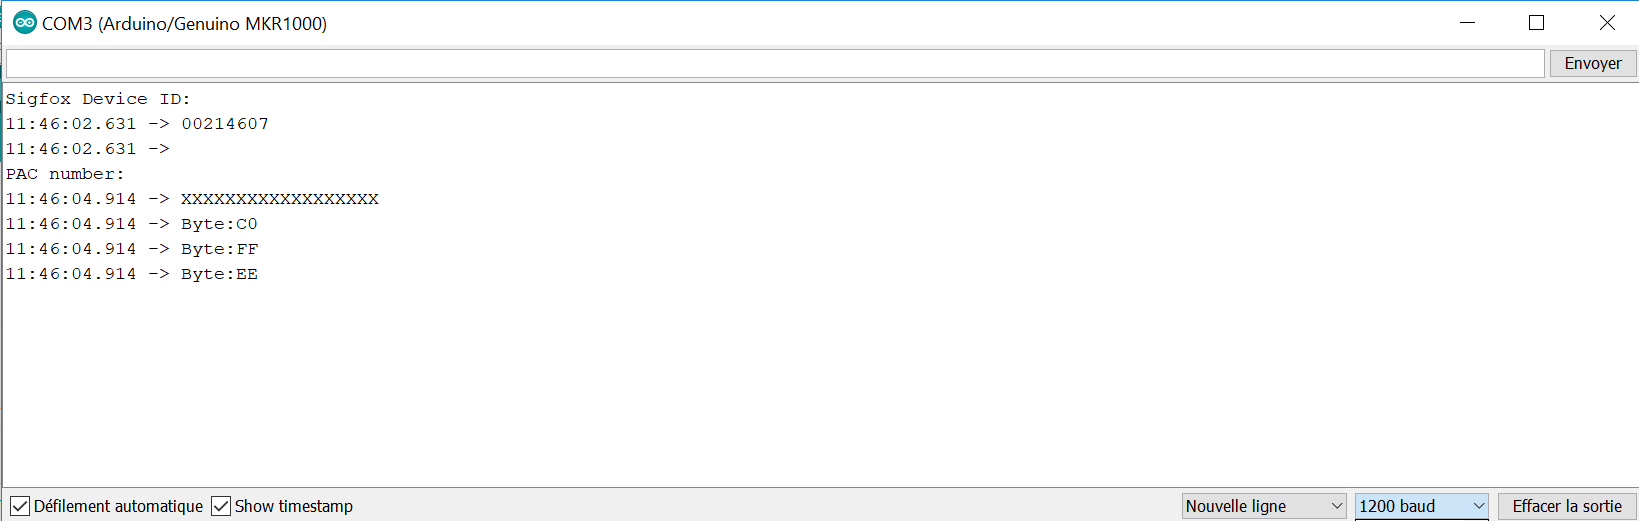 COM3 (Arduino/Genuino MKR1000)
Envoyer
Sigfox Device ID:
11:46:02.631 -> 00214607
11:46:02.631 ->
PAC number:
11:46:04.914 -> XXXXXXXXXXXXXXXXXX
11:46:04.914 -> Byte:C0
11:46:04.914 -> Byte:FF
11:46:04.914 -> Byte:EE
Défilement automatique Show timestamp Nouvelle ligne 1200 baud Effacer la sortie